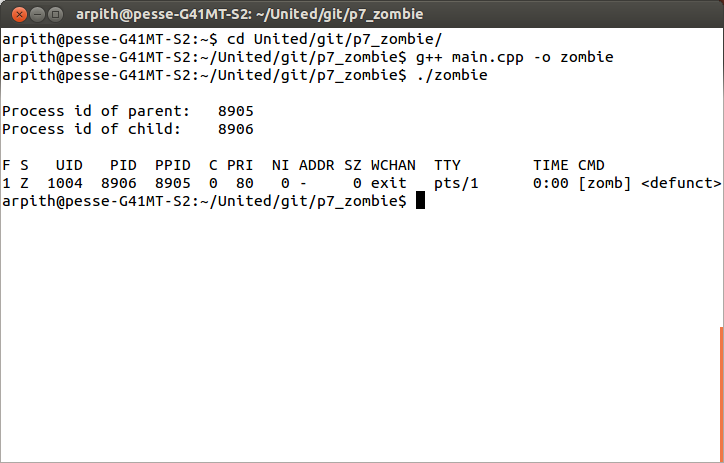 arpith@pesse-G41MT-S2: ~/United/git/p7_zombie
arpith@pesse-G41MT-S2:~$ cd United/git/p7_zombie/
arpith@pesse-G41MT-S2:~/United/git/p7_zombie$ g++ main.cpp -o zombie
arpith@pesse-G41MT-S2:~/United/git/p7_zombie$ ./zombie
Process id of parent:   8905
Process id of child:    8906
F S   UID   PID  PPID  C PRI  NI ADDR SZ WCHAN  TTY        TIME CMD
1 Z  1004  8906  8905  0  80   0 -     0 exit   pts/1      0:00 [zomb] <defunct>
arpith@pesse-G41MT-S2:~/United/git/p7_zombie$